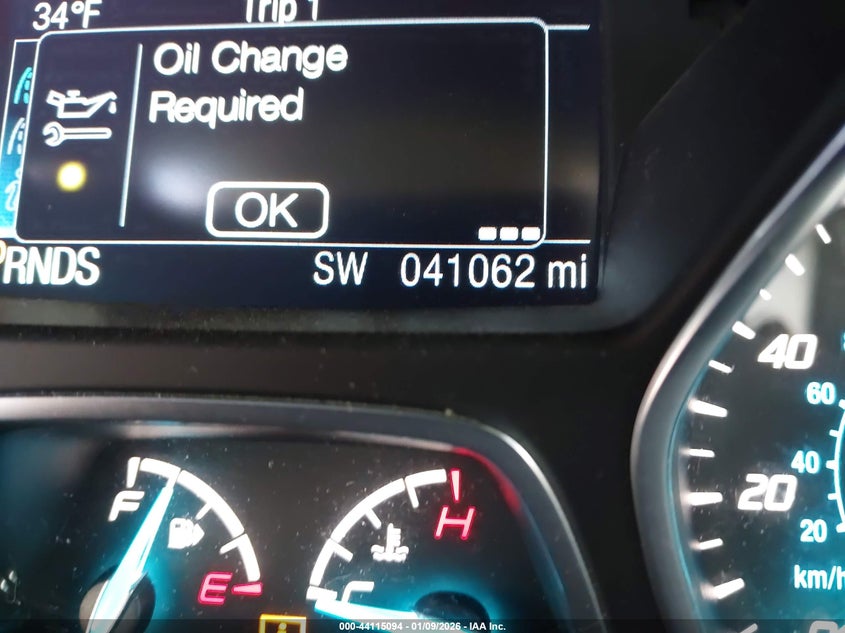 34°F Trip 1
Oil Change
Required
OK
PRNDS SW 041062 mi
40
60
F H 40 20
E C 20
km/h
000-44115094 - 01/09/2026 - IAA Inc.